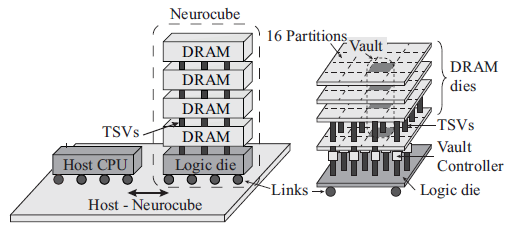 Neurocube
DRAM
DRAM
DRAM
DRAM
TSVs
Host CPU
Logic die
Links
Host - Neurocube
16 Partitions
Vault
DRAM
dies
TSVs
Vault
Controller
Logic die